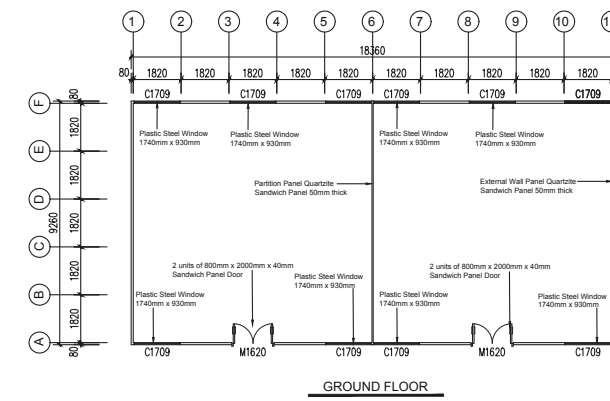 1 2 3 4 5 6 7 8 9 10
18360
80 1820 1820 1820 1820 1820 1820 1820 1820 1820 1820
C1709 C1709 C1709 C1709 C1709 C1709
F
80
Plastic Steel Window
1740mm x 930mm
Plastic Steel Window
1740mm x 930mm
Plastic Steel Window
1740mm x 930mm
Plastic Steel Window
1740mm x 930mm
1820
E
1820
Partition Panel Quartzite
Sandwich Panel 50mm thick
External Wall Panel Quartzite
Sandwich Panel 50mm thick
D
9260
1820
C
1820
2 units of 800mm x 2000mm x 40mm
Sandwich Panel Door
2 units of 800mm x 2000mm x 40mm
Sandwich Panel Door
Plastic Steel Window
1740mm x 930mm
B
Plastic Steel Window
1740mm x 930mm
Plastic Steel Window
1740mm x 930mm
Plastic Steel Window
1740mm x 930mm
1820
A
80
C1709 M1620 C1709 C1709 M1620 C1709
GROUND FLOOR